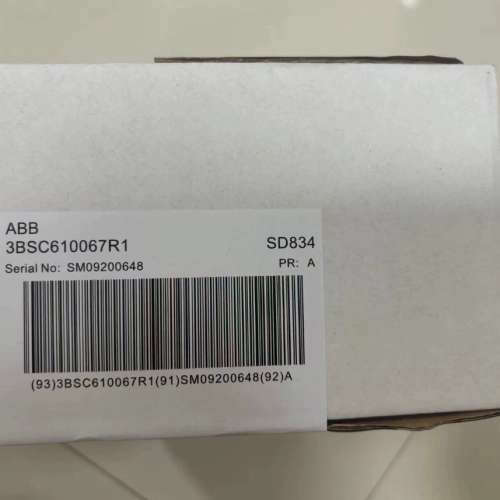 ABB
3BSC610067R1 SD834
Serial No: SM09200648 PR: A
(93)3BSC610067R1(91)SM09200648(92)A